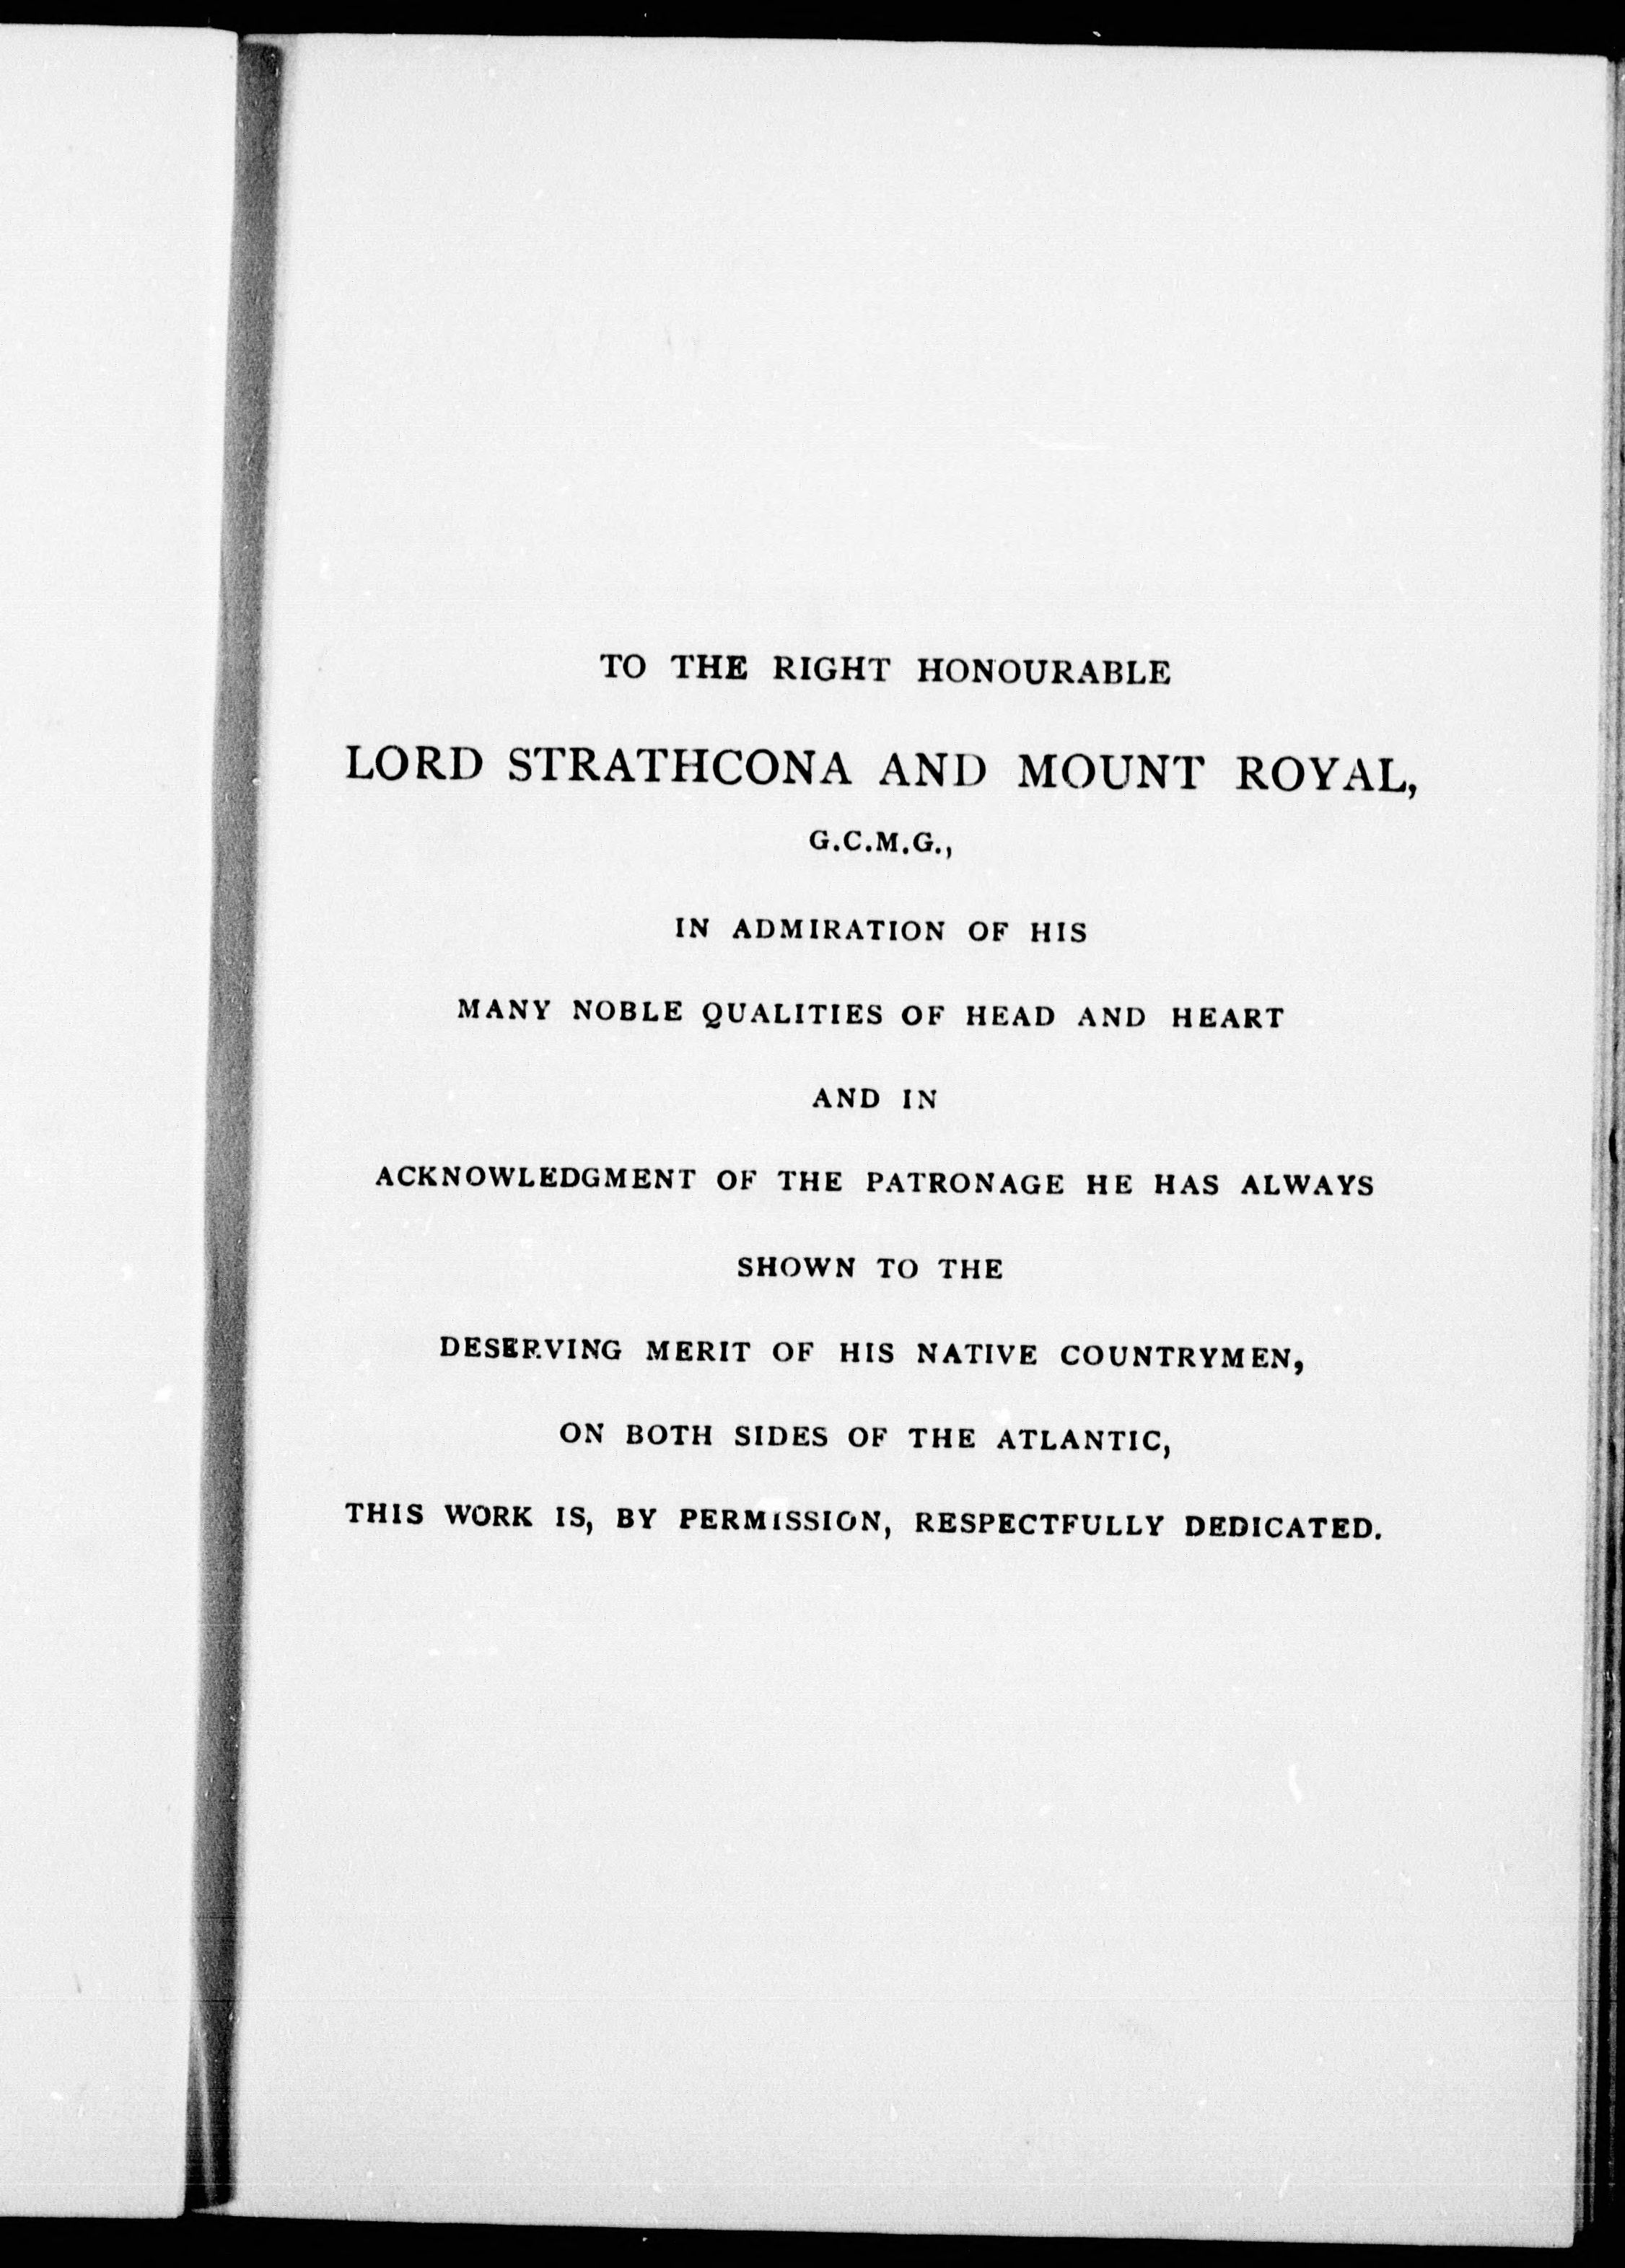 TO THE RIGHT HONOURABLE
LORD STRATHCONA AND MOUNT ROYAL,
G.C.M.G.,
IN ADMIRATION OF HIS
MANY NOBLE QUALITIES OF HEAD AND HEART
AND IN
ACKNOWLEDGMENT OF THE PATRONAGE HE HAS ALWAYS
SHOWN TO THE
DESERVING MERIT OF HIS NATIVE COUNTRYMEN,
ON BOTH SIDES OF THE ATLANTIC,
THIS WORK IS, BY PERMISSION, RESPECTFULLY DEDICATED.